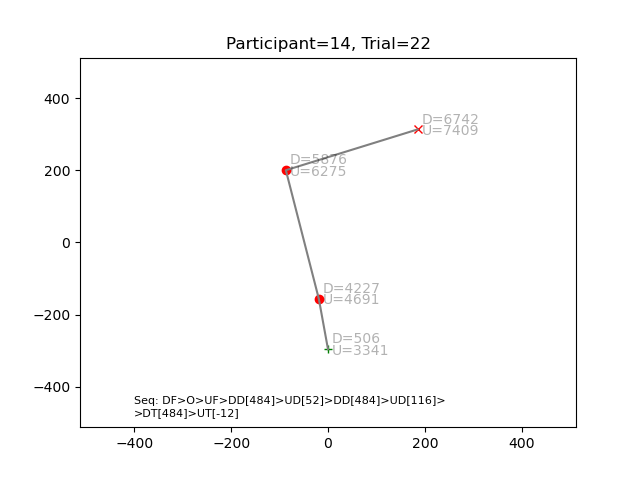 Participant=14, Trial=22
400
200
0
−200
−400
D=6742
U=7409
D=5876
U=6275
D=4227
U=4691
D=506
U=3341
Seq: DF>O>UF>DD[484]>UD[52]>DD[484]>UD[116]>
>DT[484]>UT[-12]
−400
−200
0
200
400